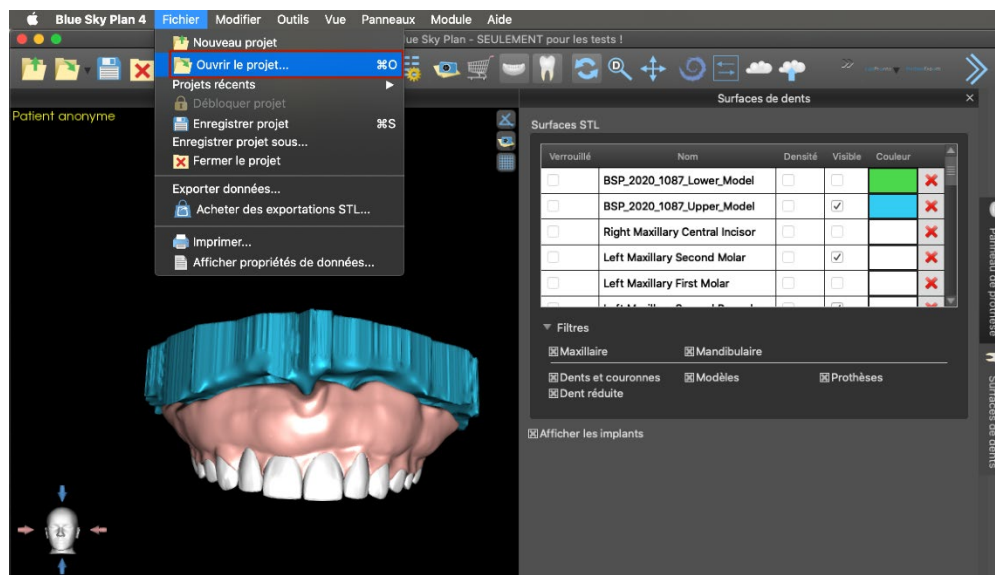 Blue Sky Plan 4 Fichier Modifier Outils Vue Panneaux Module Aide
ue Sky Plan - SEULEMENT pour les tests !
Nouveau projet
Ouvrir le projet... ⌘O
Projets récents
Débloquer projet
Enregistrer projet ⌘S
Enregistrer projet sous...
Fermer le projet
Exporter données...
Acheter des exportations STL...
Imprimer...
Afficher propriétés de données...
Patient anonyme
Surfaces de dents
Surfaces STL
Verrouillé Nom Densité Visible Couleur
BSP_2020_1087_Lower_Model
BSP_2020_1087_Upper_Model
Right Maxillary Central Incisor
Left Maxillary Second Molar
Left Maxillary First Molar
Filtres
Maxillaire Mandibulaire
Dents et couronnes Modèles Prothèses
Dent réduite
Afficher les implants
Panneau de prothèse
Surfaces de dents